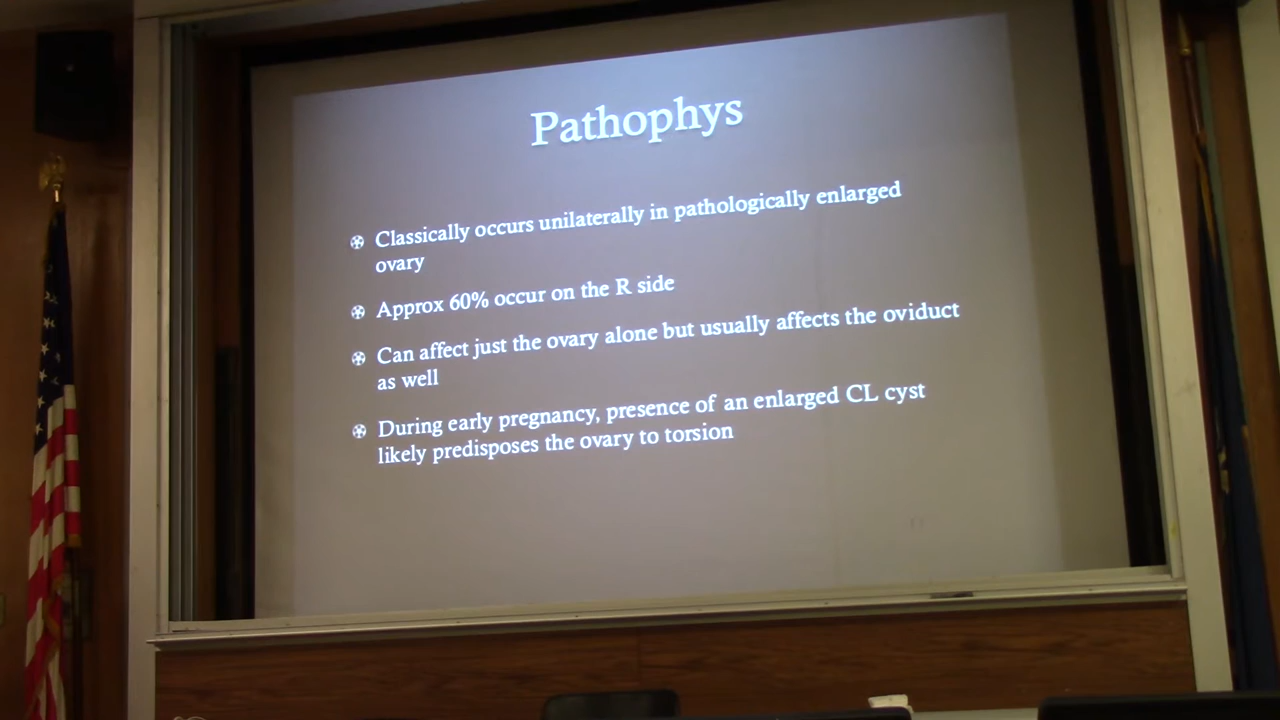 Pathophys
Classically occurs unilaterally in pathologically enlarged
ovary
Approx 60% occur on the R side
Can affect just the ovary alone but usually affects the oviduct
as well
During early pregnancy, presence of an enlarged CL cyst
likely predisposes the ovary to torsion